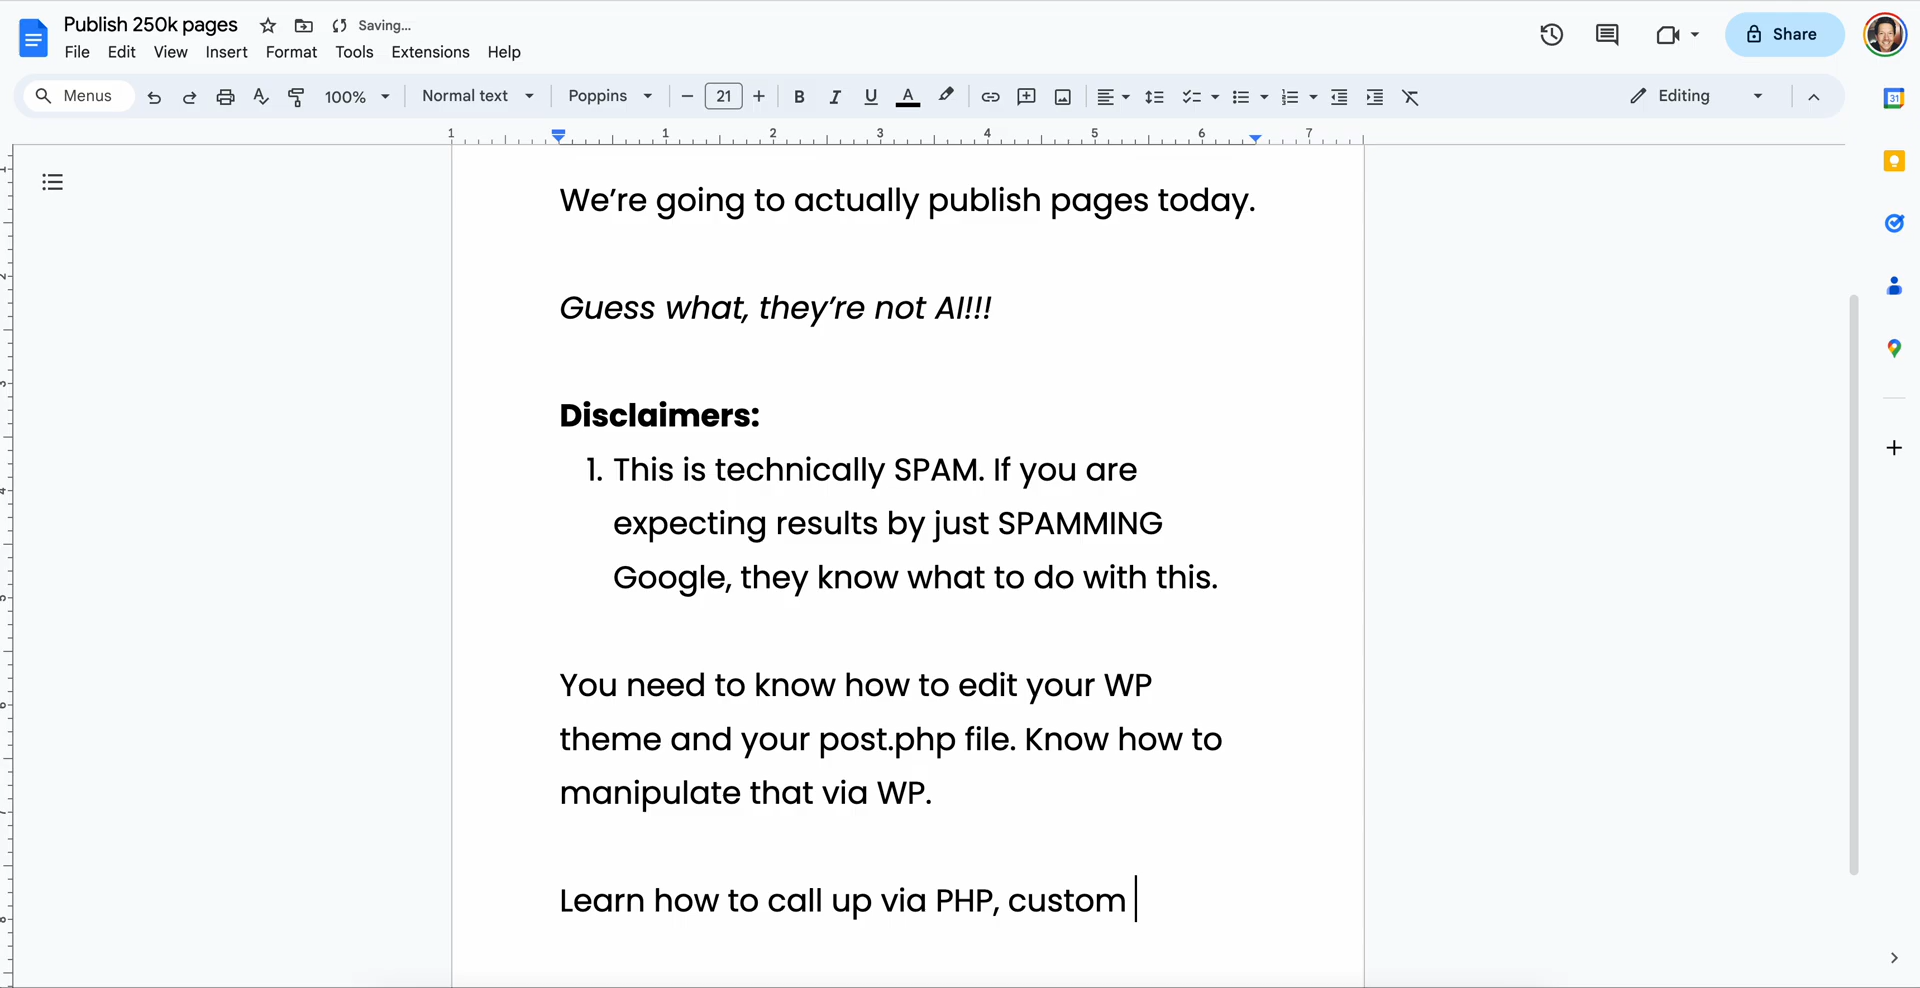 Publish 250k pages Saving...
File Edit View Insert Format Tools Extensions Help
Share
Menus 100% Normal text Poppins 21 B I U A Editing
31
1 1 2 3 4 5 6 7
We’re going to actually publish pages today.
Guess what, they’re not AI!!!
Disclaimers:
1. This is technically SPAM. If you are
expecting results by just SPAMMING
Google, they know what to do with this.
You need to know how to edit your WP
theme and your post.php file. Know how to
manipulate that via WP.
Learn how to call up via PHP, custom